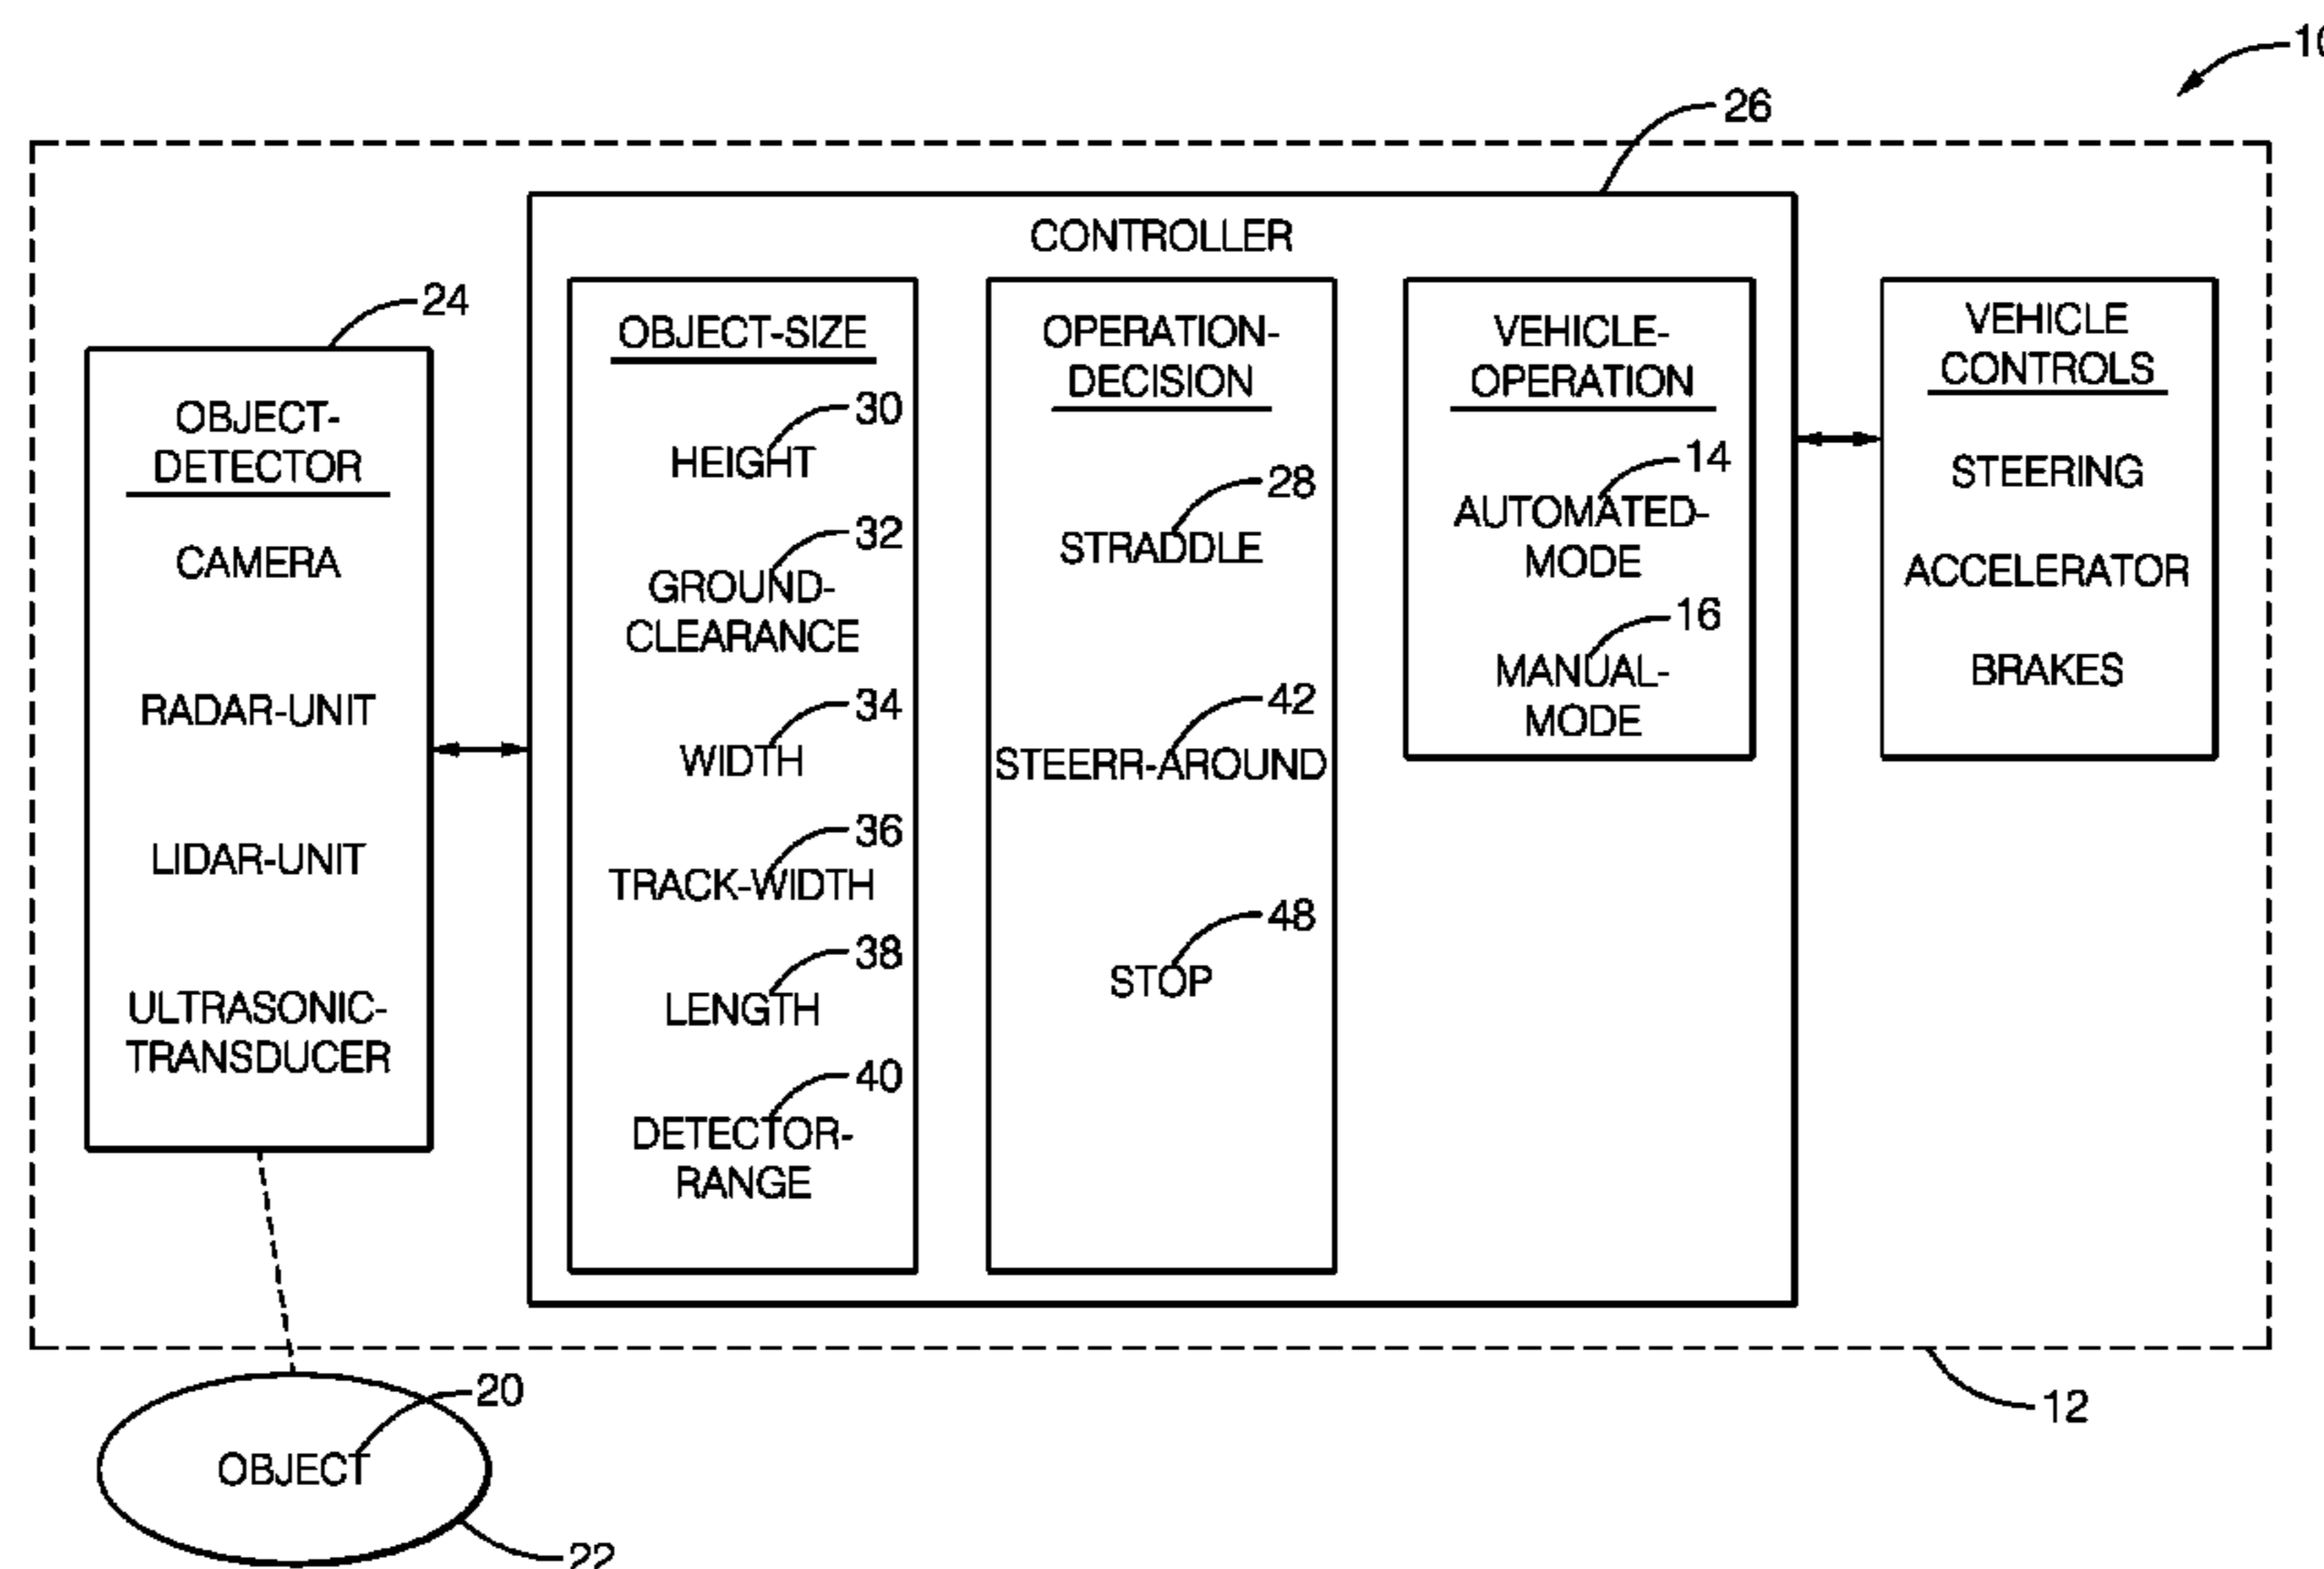 10
26
CONTROLLER
24
OBJECT-
DETECTOR
CAMERA
RADAR-UNIT
LIDAR-UNIT
ULTRASONIC-
TRANSDUCER
OBJECT-SIZE
30
HEIGHT
32
GROUND-
CLEARANCE
34
WIDTH
36
TRACK-WIDTH
38
LENGTH
40
DETECTOR-
RANGE
OPERATION-
DECISION
28
STRADDLE
42
STEERR-AROUND
48
STOP
VEHICLE-
OPERATION
14
AUTOMATED-
MODE
16
MANUAL-
MODE
VEHICLE
CONTROLS
STEERING
ACCELERATOR
BRAKES
12
20
OBJECT
22